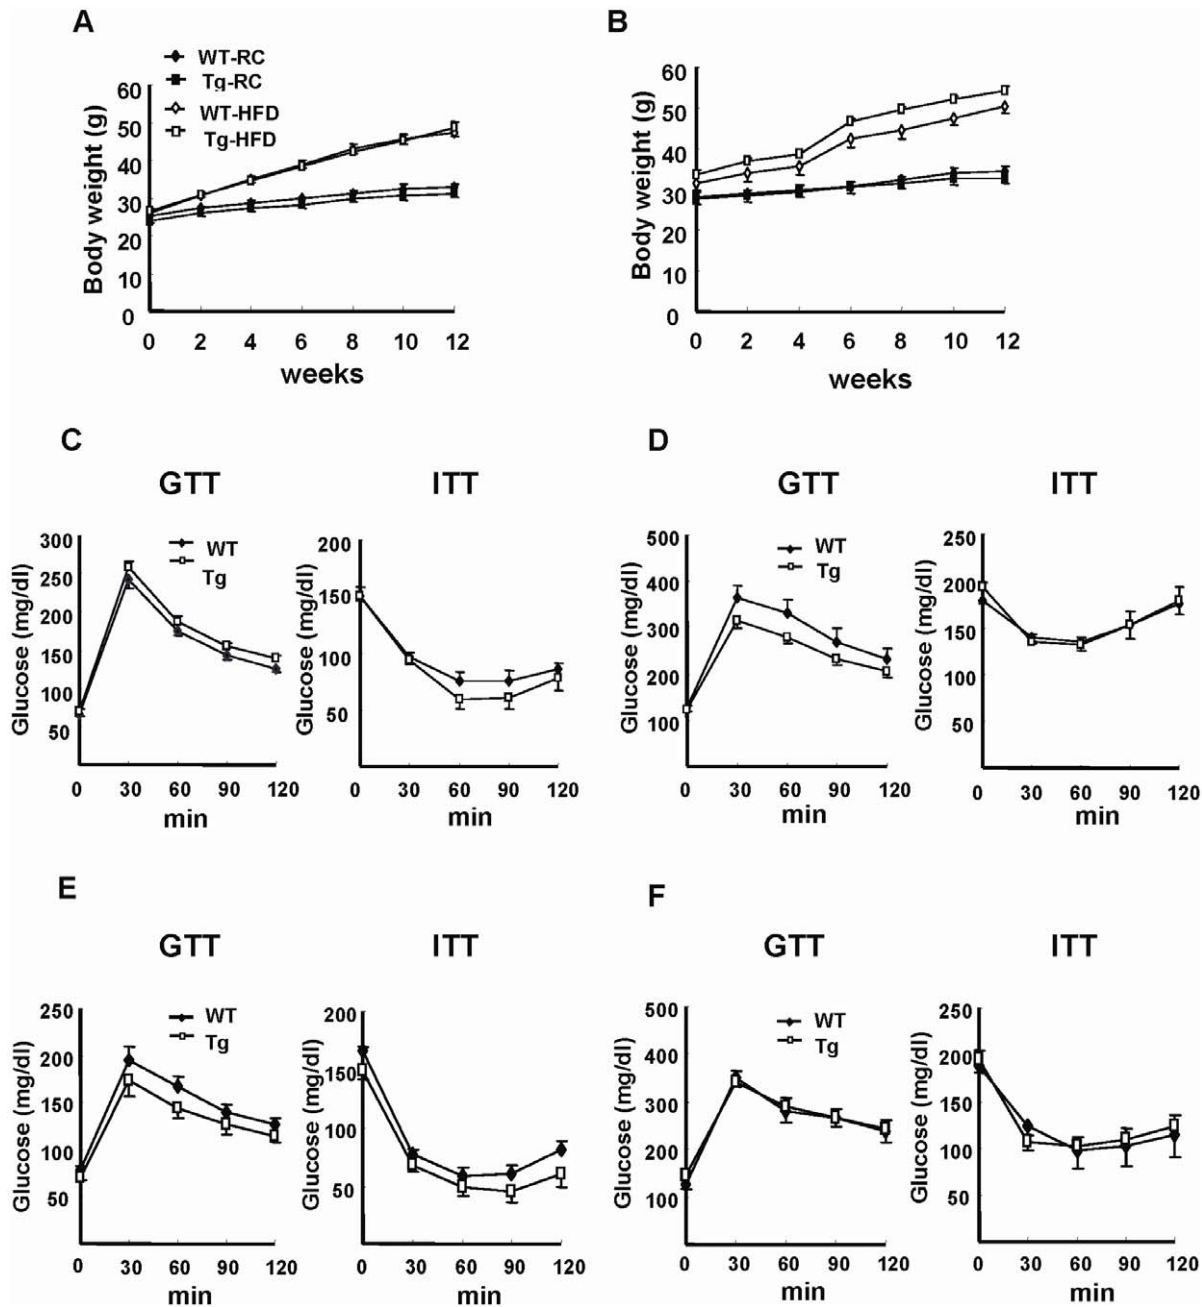 A
WT-RC
Tg-RC
WT-HFD
Tg-HFD
Body weight (g)
60
50
40
30
20
10
0
0 2 4 6 8 10 12
weeks
B
Body weight (g)
60
50
40
30
20
10
0
0 2 4 6 8 10 12
weeks
C
GTT
WT
Tg
Glucose (mg/dl)
300
250
200
150
100
50
0 30 60 90 120
min
ITT
Glucose (mg/dl)
200
150
100
50
0 30 60 90 120
min
D
GTT
WT
Tg
Glucose (mg/dl)
500
400
300
200
100
0 30 60 90 120
min
ITT
250
200
150
100
50
0 30 60 90 120
min
E
GTT
WT
Tg
Glucose (mg/dl)
250
200
150
100
50
0 30 60 90 120
min
ITT
Glucose (mg/dl)
200
150
100
50
0 30 60 90 120
min
F
GTT
WT
Tg
Glucose (mg/dl)
500
400
300
200
100
0 30 60 90 120
min
ITT
Glucose (mg/dl)
250
200
150
100
50
0 30 60 90 120
min